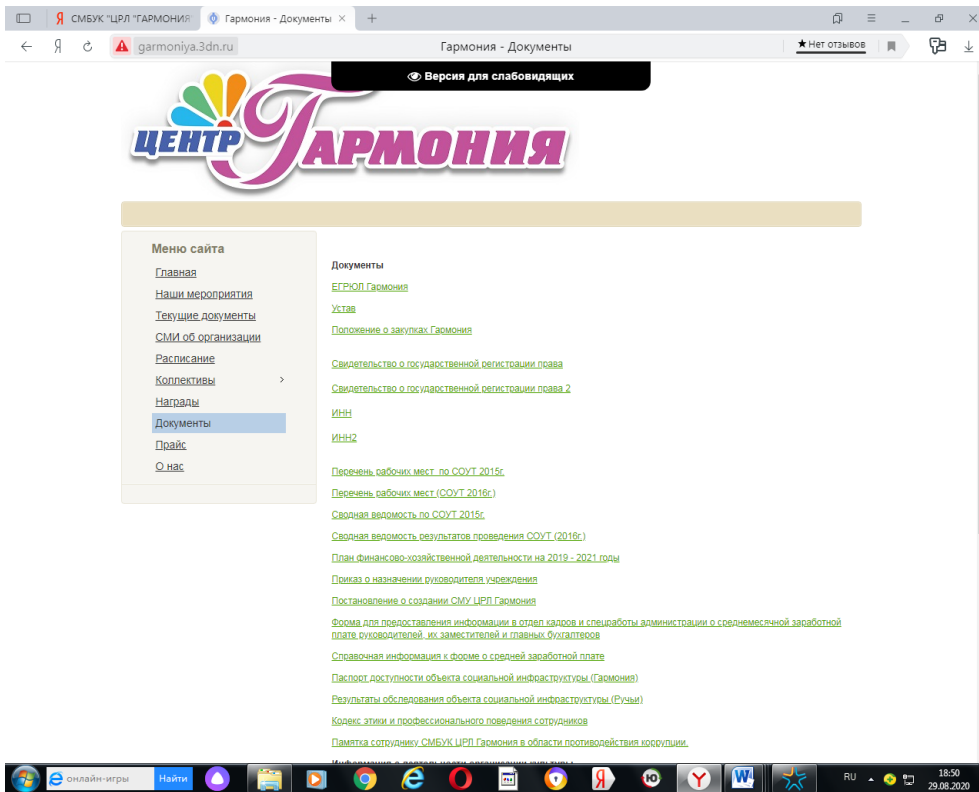 СМБУК "ЦРЛ "ГАРМОНИЯ"
Гармония - Документы
garmoniya.3dn.ru
Гармония - Документы
★ Нет отзывов
Версия для слабовидящих
ЦЕНТР ГАРМОНИЯ
Меню сайта
Главная
Наши мероприятия
Текущие документы
СМИ об организации
Расписание
Коллективы >
Награды
Документы
Прайс
О нас
Документы
ЕГРЮЛ Гармония
Устав
Положение о закупках Гармония
Свидетельство о государственной регистрации права
Свидетельство о государственной регистрации права 2
ИНН
ИНН2
Перечень рабочих мест по СОУТ 2015г.
Перечень рабочих мест (СОУТ 2016г.)
Сводная ведомость по СОУТ 2015г.
Сводная ведомость результатов проведения СОУТ (2016г.)
План финансово-хозяйственной деятельности на 2019 - 2021 годы
Приказ о назначении руководителя учреждения
Постановление о создании СМУ ЦРЛ Гармония
Форма для предоставления информации в отдел кадров и спецработы администрации о среднемесячной заработной
плате руководителей, их заместителей и главных бухгалтеров
Справочная информация к форме о средней заработной плате
Паспорт доступности объекта социальной инфраструктуры (Гармония)
Результаты обследования объекта социальной инфраструктуры (Ручьи)
Кодекс этики и профессионального поведения сотрудников
Памятка сотруднику СМБУК ЦРЛ Гармония в области противодействия коррупции.
Информация о деятельности организации культуры
онлайн-игры
Найти
RU
18:50
29.08.2020